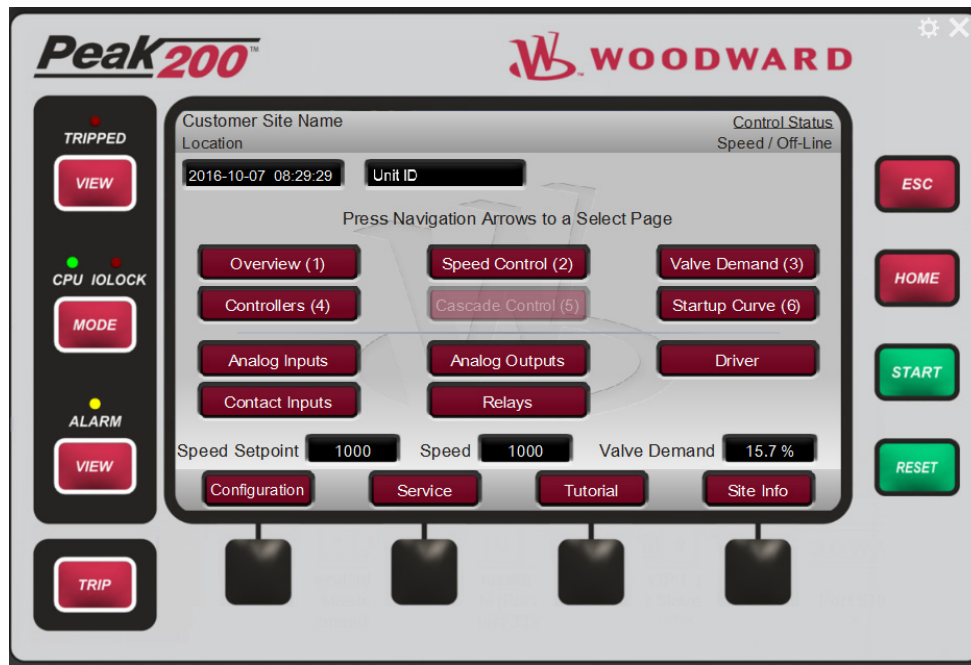 Peak200™
WOODWARD
Customer Site Name
Control Status
Location
Speed / Off-Line
TRIPPED
VIEW
2016-10-07 08:29:29
Unit ID
ESC
Press Navigation Arrows to a Select Page
Overview (1)
Speed Control (2)
Valve Demand (3)
CPU IOLOCK
HOME
Controllers (4)
Cascade Control (5)
Startup Curve (6)
MODE
Analog Inputs
Analog Outputs
Driver
START
Contact Inputs
Relays
ALARM
Speed Setpoint 1000
Speed 1000
Valve Demand 15.7 %
VIEW
RESET
Configuration
Service
Tutorial
Site Info
TRIP